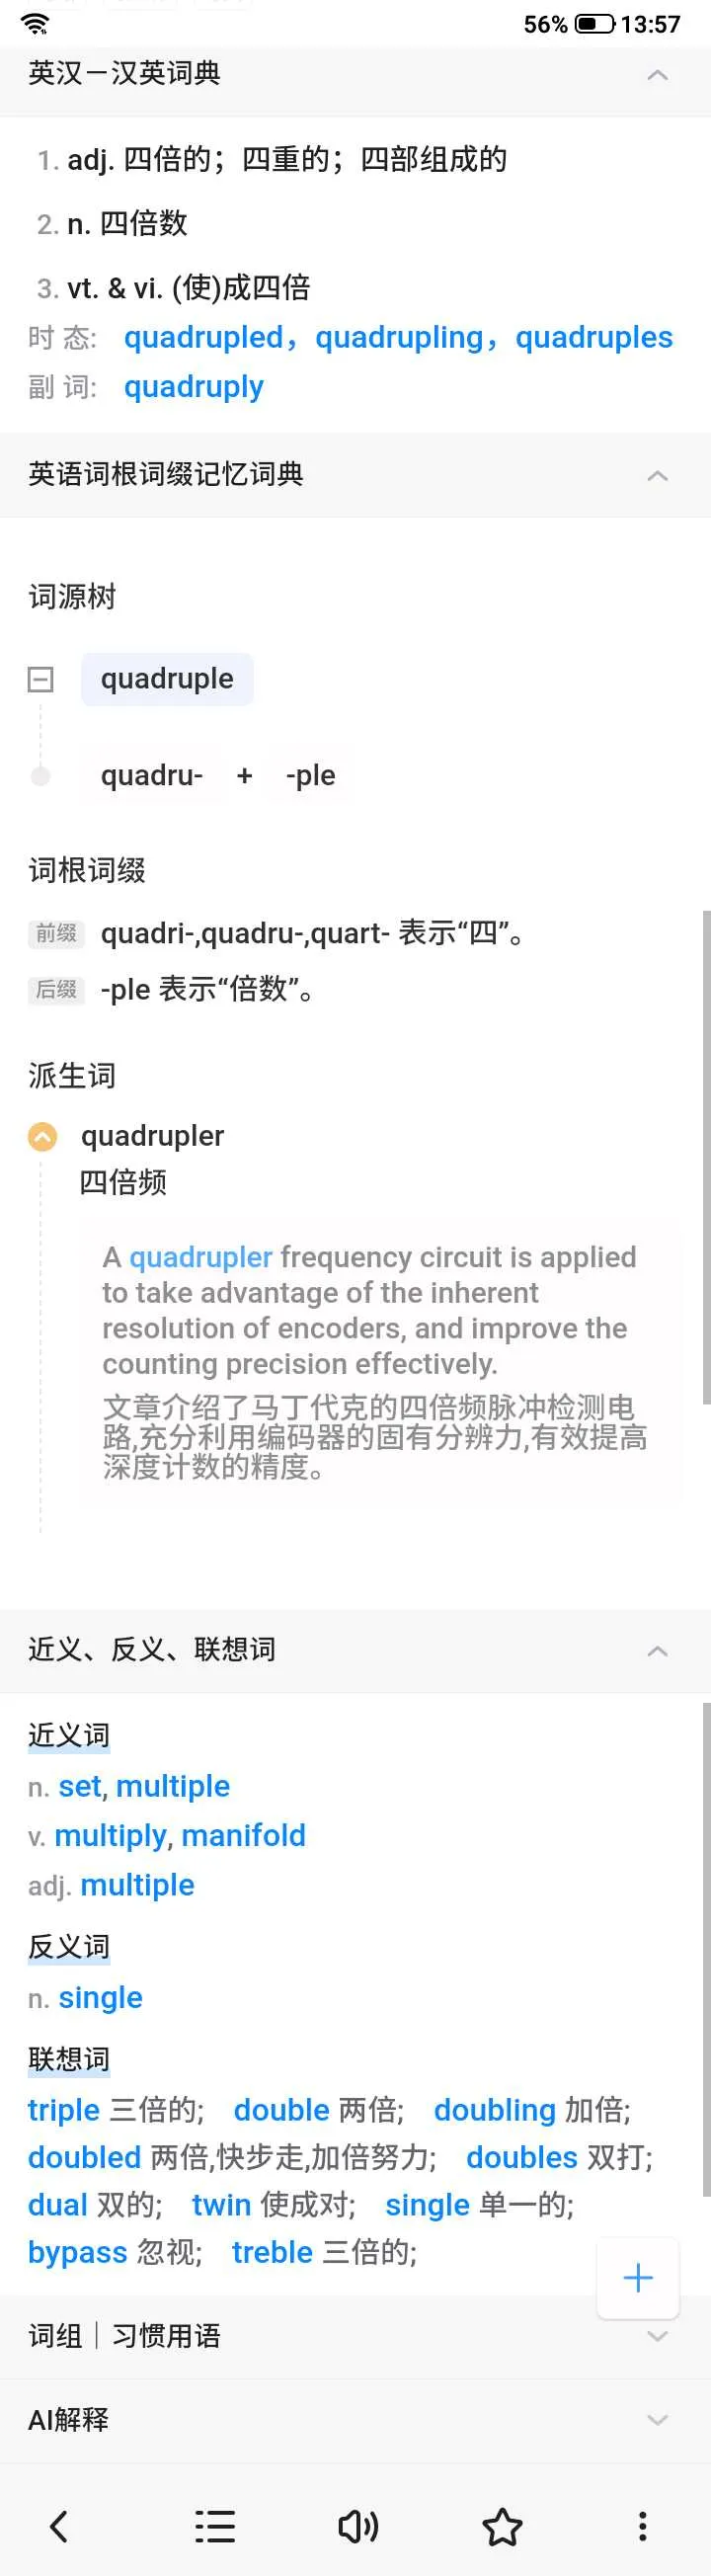 56% 13:57
英汉－汉英词典
1. adj. 四倍的；四重的；四部组成的
2. n. 四倍数
3. vt. & vi. (使)成四倍
时 态: quadrupled，quadrupling，quadruples
副 词: quadruply
英语词根词缀记忆词典
词源树
quadruple
quadru- + -ple
词根词缀
前缀 quadri-,quadru-,quart- 表示“四”。
后缀 -ple 表示“倍数”。
派生词
quadrupler
四倍频
A quadrupler frequency circuit is applied
to take advantage of the inherent
resolution of encoders, and improve the
counting precision effectively.
文章介绍了马丁代克的四倍频脉冲检测电
路,充分利用编码器的固有分辨力,有效提高
深度计数的精度。
近义、反义、联想词
近义词
n. set, multiple
v. multiply, manifold
adj. multiple
反义词
n. single
联想词
triple 三倍的; double 两倍; doubling 加倍;
doubled 两倍,快步走,加倍努力; doubles 双打;
dual 双的; twin 使成对; single 单一的;
bypass 忽视; treble 三倍的;
词组｜习惯用语
AI解释